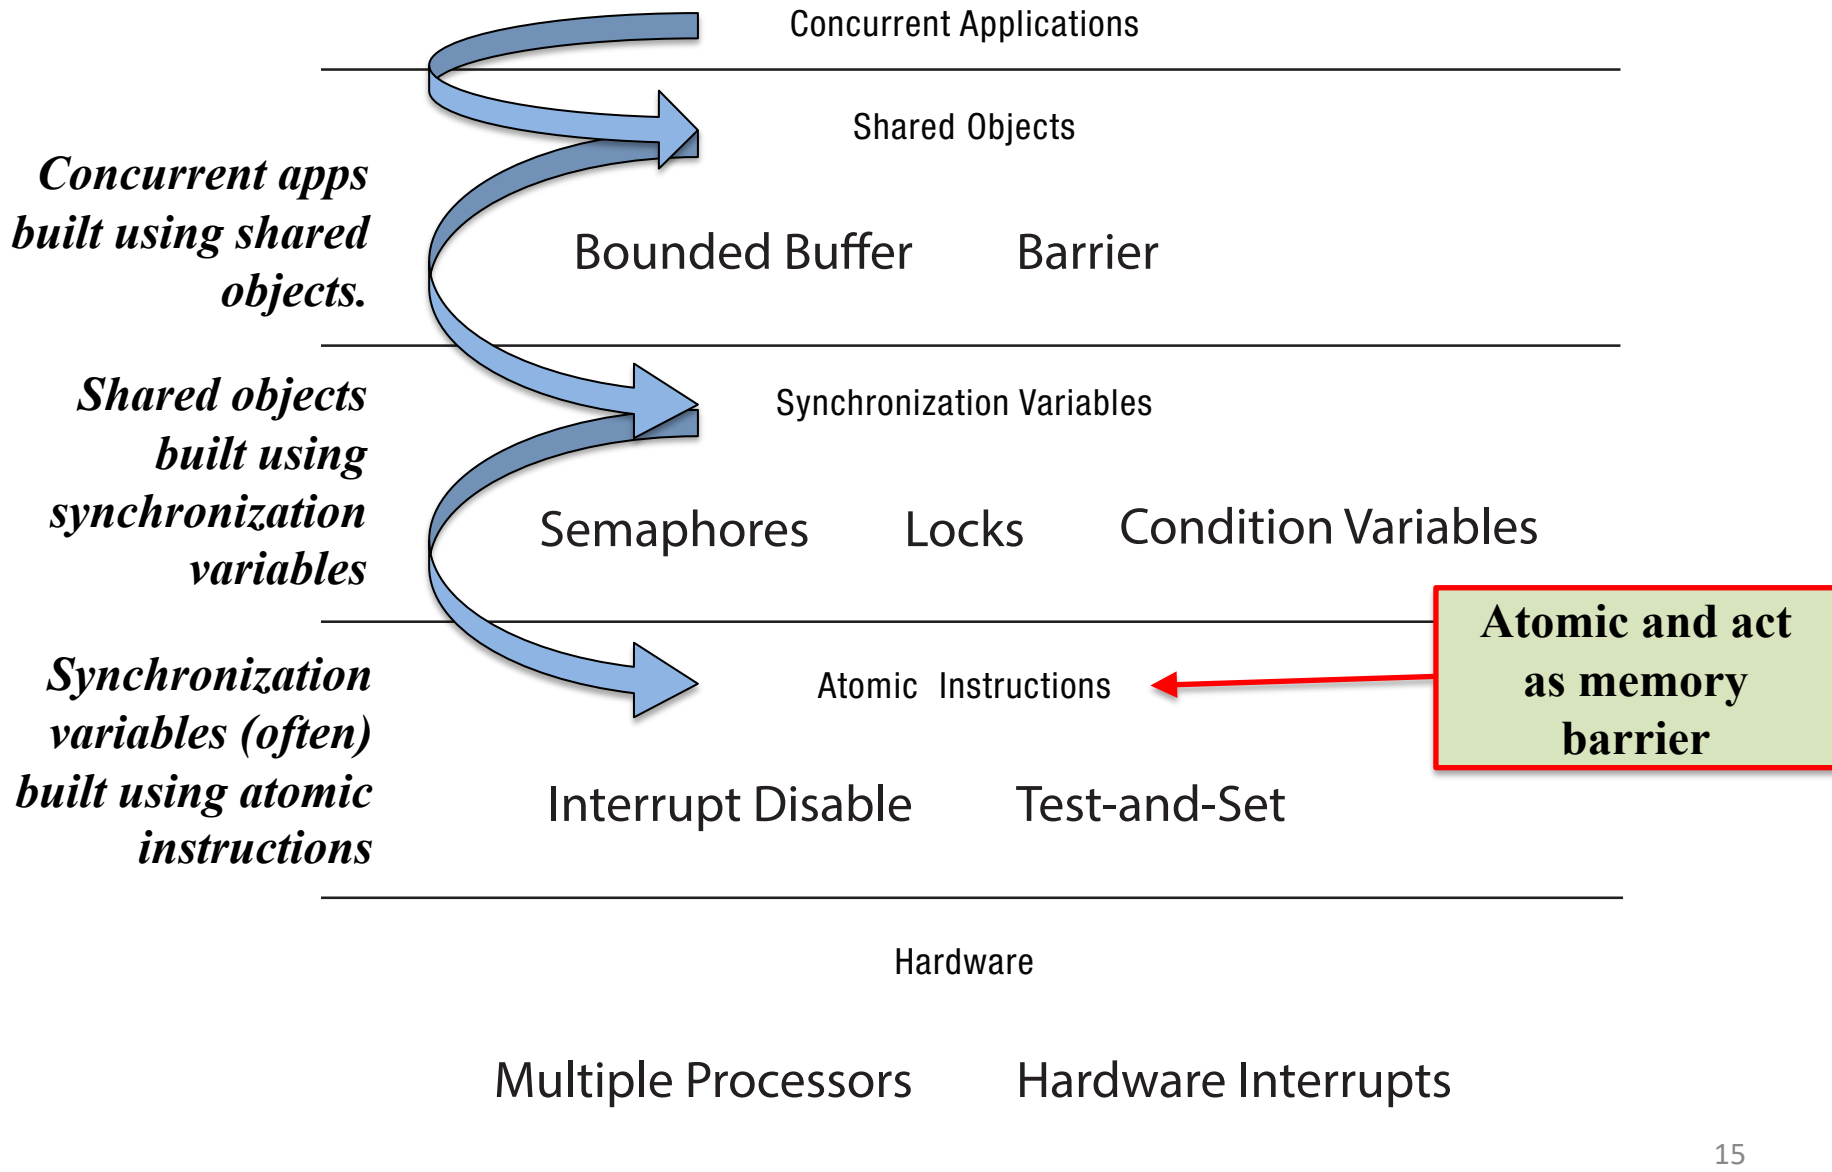 Concurrent Applications
Shared Objects
Concurrent apps
built using shared
objects.
Bounded Buffer Barrier
Synchronization Variables
Shared objects
built using
synchronization
variables
Semaphores Locks Condition Variables
Atomic and act
as memory
barrier
Atomic Instructions
Synchronization
variables (often)
built using atomic
instructions
Interrupt Disable Test-and-Set
Hardware
Multiple Processors Hardware Interrupts
15